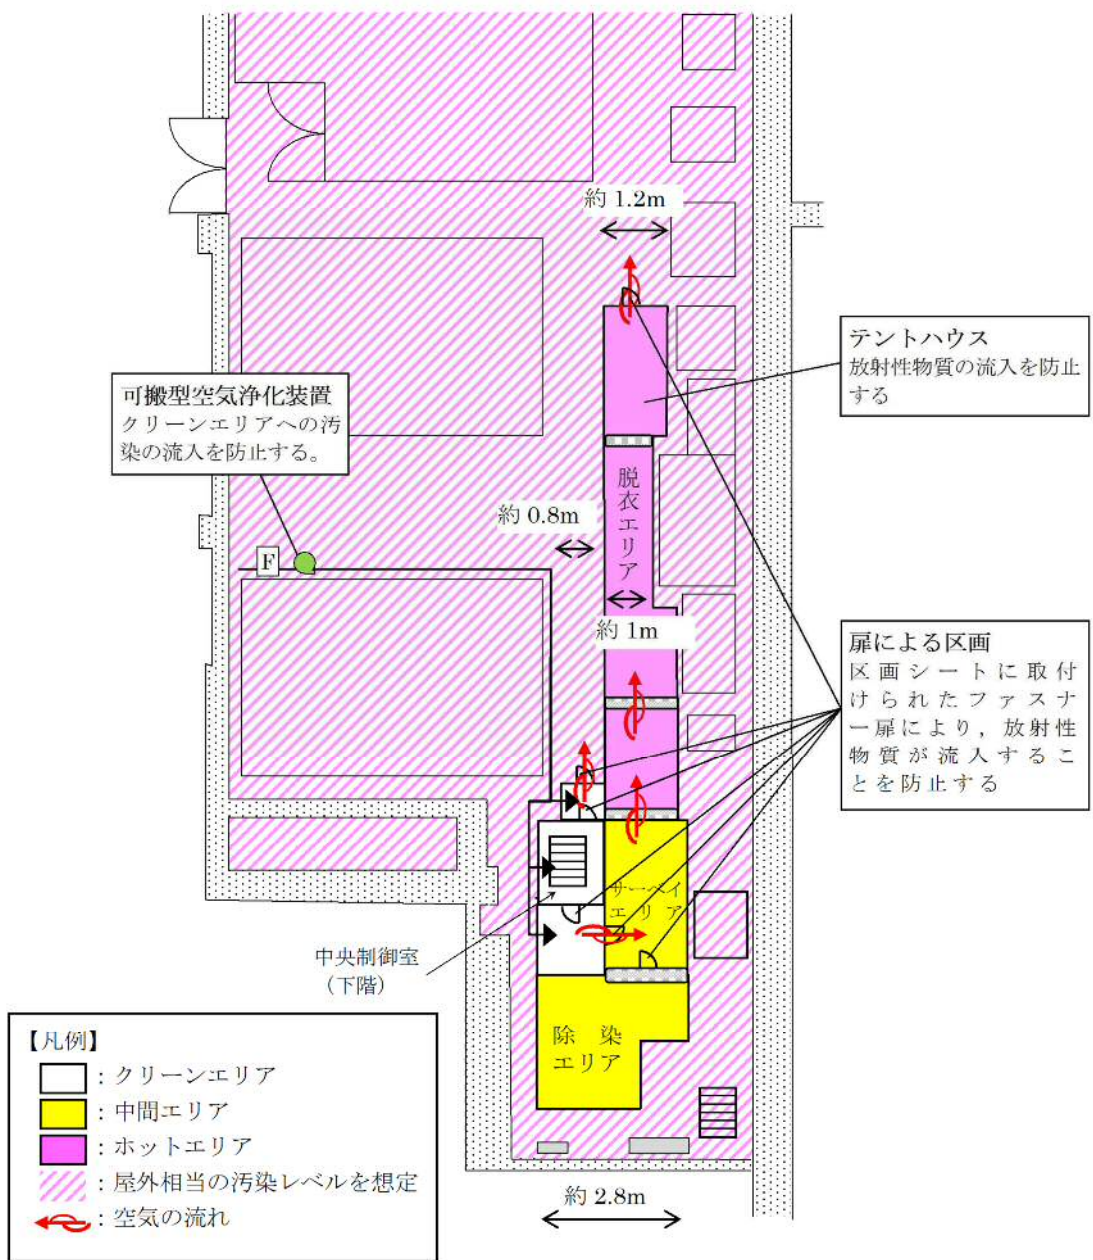 約 1.2m
テントハウス
放射性物質の流入を防止
する
可搬型空気浄化装置
クリーンエリアへの汚
染の流入を防止する。
脱衣エリア
約 0.8m
F
約 1m
扉による区画
区画シートに取付
けられたファスナ
ー扉により，放射性
物質が流入するこ
とを防止する
サーベイ
エリア
中央制御室
（下階）
除染
エリア
【凡例】
：クリーンエリア
：中間エリア
：ホットエリア
：屋外相当の汚染レベルを想定
：空気の流れ
約 2.8m